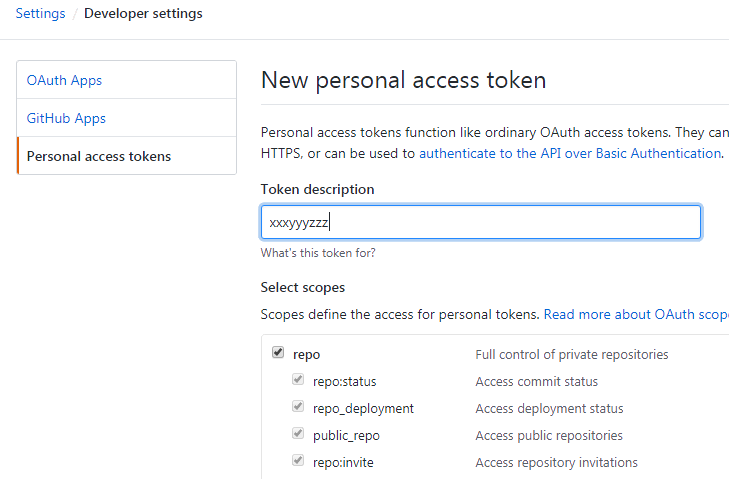 Settings / Developer settings
OAuth Apps
GitHub Apps
Personal access tokens
New personal access token
Personal access tokens function like ordinary OAuth access tokens. They can
HTTPS, or can be used to authenticate to the API over Basic Authentication.
Token description
xxxyyyzzz
What's this token for?
Select scopes
Scopes define the access for personal tokens. Read more about OAuth scop
repo Full control of private repositories
repo:status Access commit status
repo_deployment Access deployment status
public_repo Access public repositories
repo:invite Access repository invitations